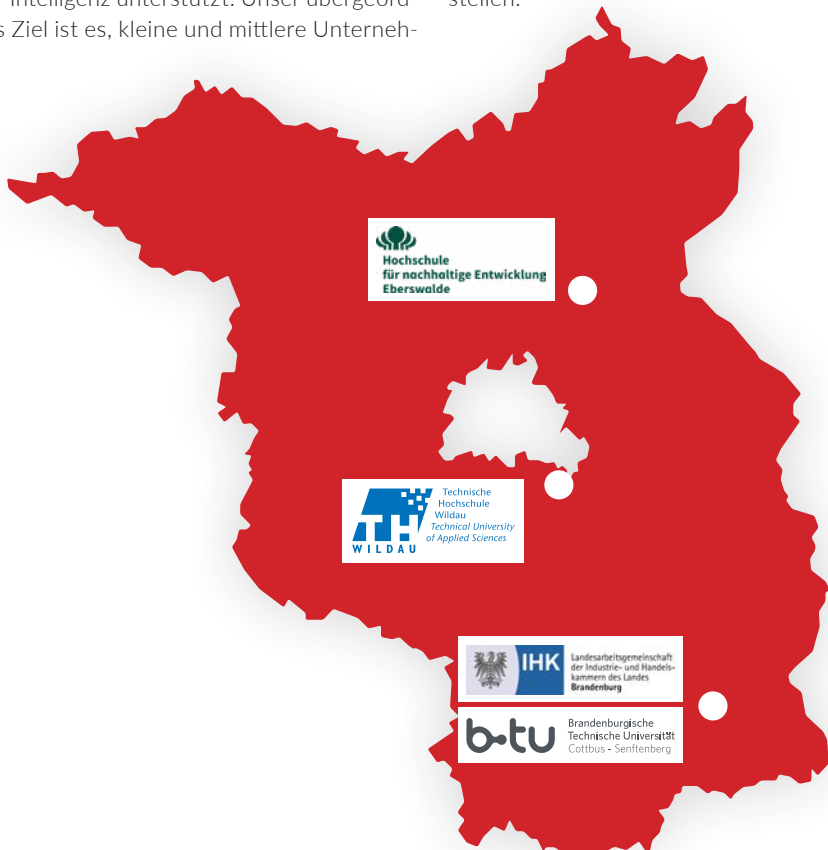 Intelligenz unterstützt. Unser übergeord-
s Ziel ist es, kleine und mittlere Unterneh-
stellen.
Hochschule
für nachhaltige Entwicklung
Eberswalde
TH
WILDAU
Technische
Hochschule
Wildau
Technical University
of Applied Sciences
IHK
Landesarbeitsgemeinschaft
der Industrie- und Handels-
kammern des Landes
Brandenburg
b-tu
Brandenburgische
Technische Universität
Cottbus - Senftenberg